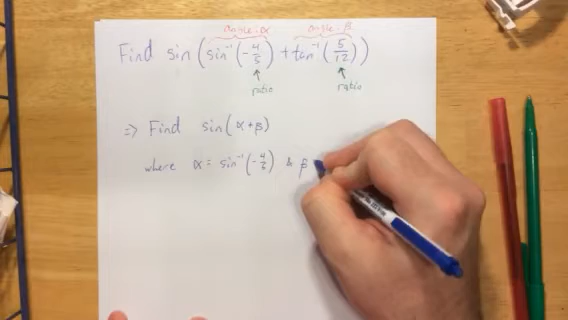 angle α angle β
Find sin(sin⁻¹(-4/5) + tan⁻¹(5/12))
ratio ratio
⇒ Find sin(α+β)
where α = sin⁻¹(-4/5) & β